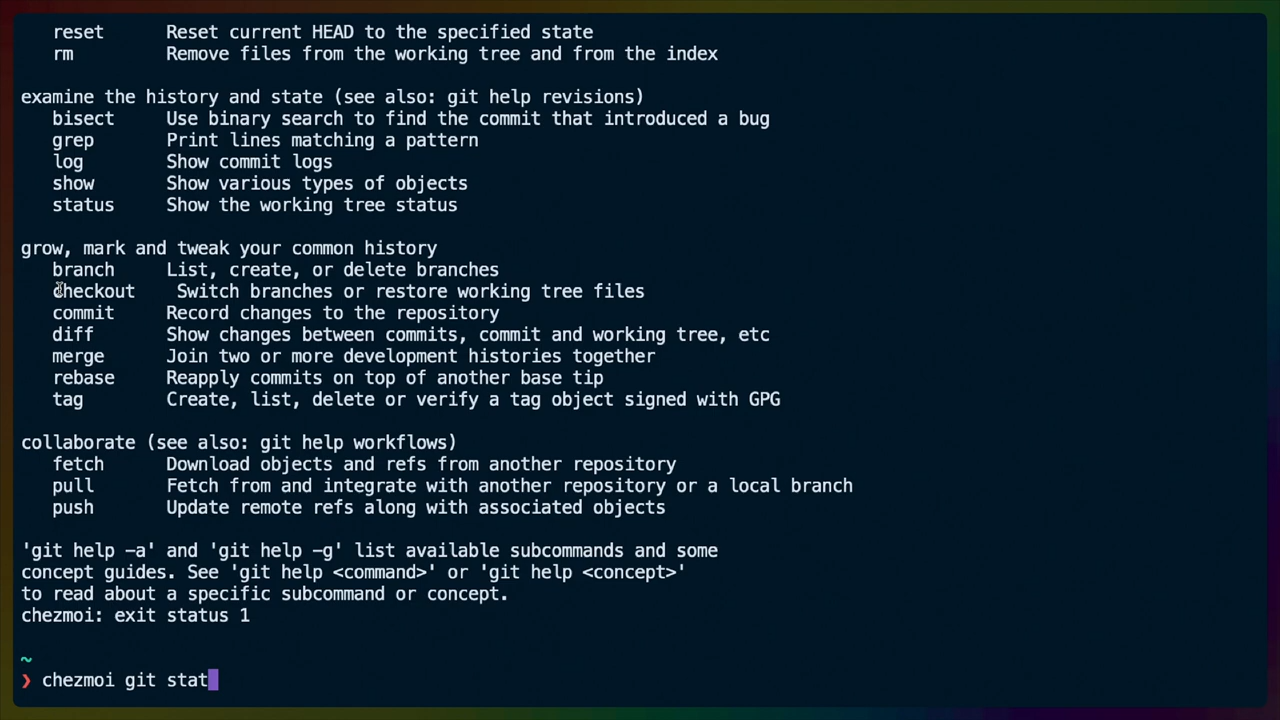 reset      Reset current HEAD to the specified state
rm         Remove files from the working tree and from the index
examine the history and state (see also: git help revisions)
bisect     Use binary search to find the commit that introduced a bug
grep       Print lines matching a pattern
log        Show commit logs
show       Show various types of objects
status     Show the working tree status
grow, mark and tweak your common history
branch     List, create, or delete branches
checkout    Switch branches or restore working tree files
commit     Record changes to the repository
diff       Show changes between commits, commit and working tree, etc
merge      Join two or more development histories together
rebase     Reapply commits on top of another base tip
tag        Create, list, delete or verify a tag object signed with GPG
collaborate (see also: git help workflows)
fetch      Download objects and refs from another repository
pull       Fetch from and integrate with another repository or a local branch
push       Update remote refs along with associated objects
'git help -a' and 'git help -g' list available subcommands and some
concept guides. See 'git help <command>' or 'git help <concept>'
to read about a specific subcommand or concept.
chezmoi: exit status 1
~
❯ chezmoi git stat